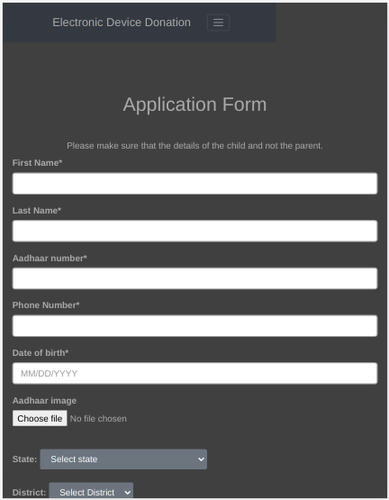 Electronic Device Donation
Application Form
Please make sure that the details of the child and not the parent.
First Name*
Last Name*
Aadhaar number*
Phone Number*
Date of birth*
MM/DD/YYYY
Aadhaar image
Choose file No file chosen
State: Select state
District: Select District